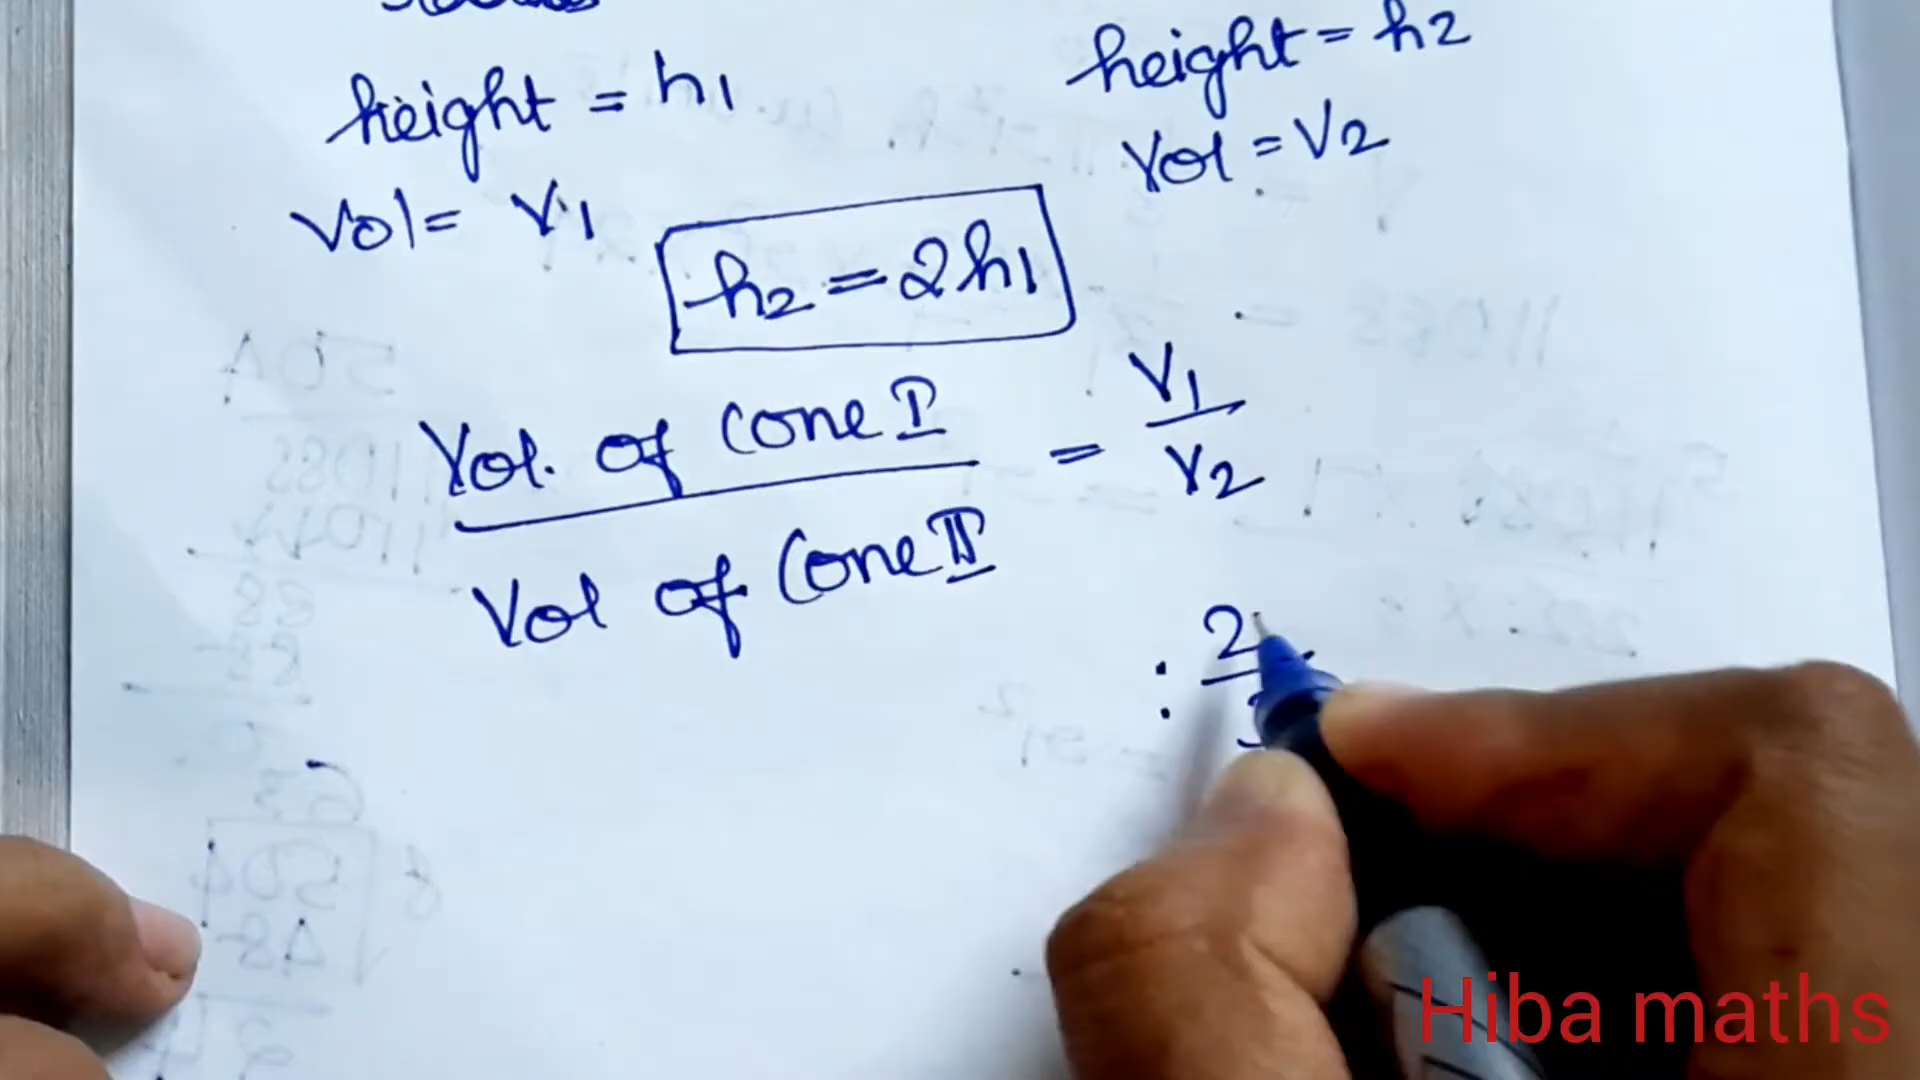 height = h1
height = h2
Vol = V1
Vol = V2
h2 = 2h1
Vol. of Cone I
= V1
V2
Vol of Cone II
: 2
Hiba maths